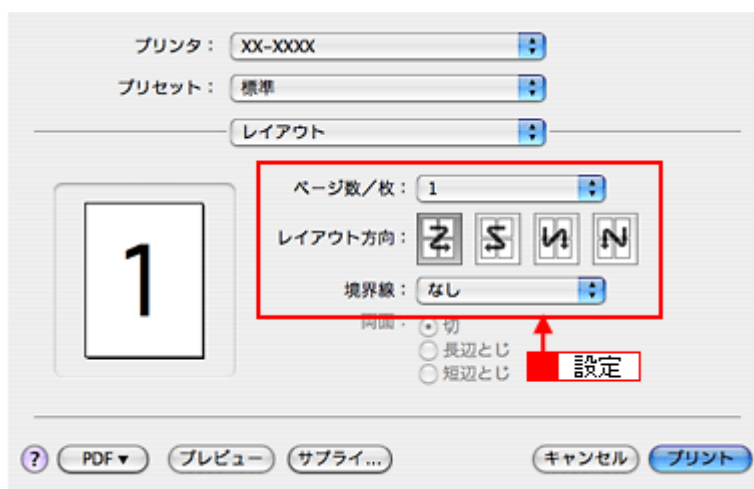 プリンタ： XX-XXXX
プリセット： 標準
レイアウト
ページ数／枚： 1
レイアウト方向：
境界線： なし
両面： 切
長辺とじ
短辺とじ
設定
1
? PDF▼ プレビュー サプライ... キャンセル プリント